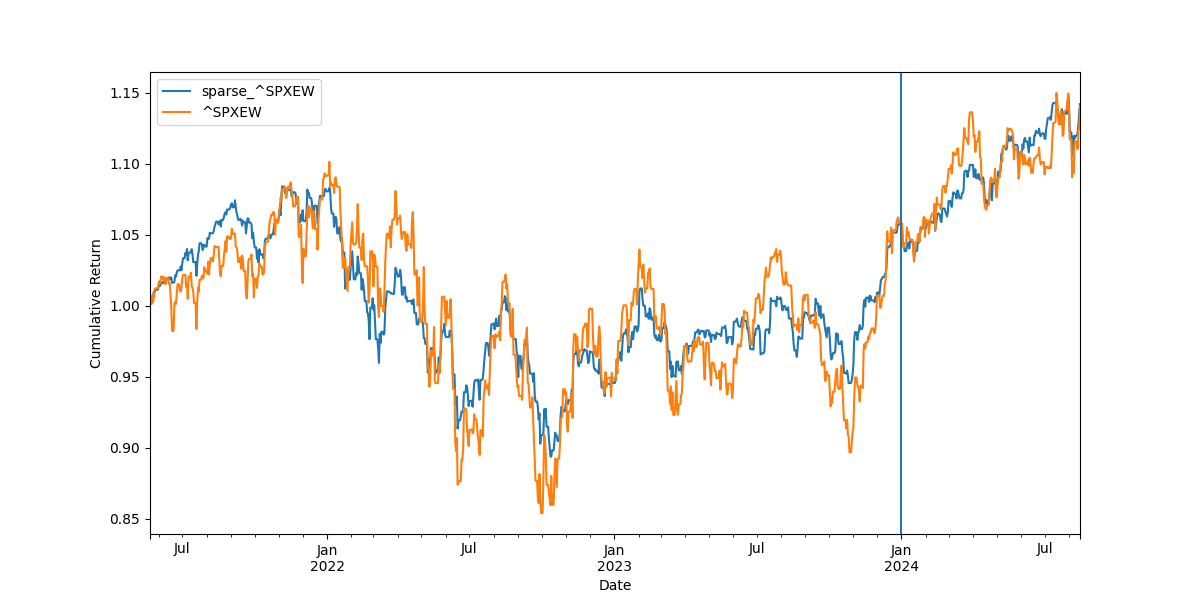 sparse_^SPXEW
^SPXEW
1.15
1.10
1.05
1.00
0.95
0.90
0.85
Cumulative Return
Jul
Jan
2022
Jul
Jan
2023
Jul
Jan
2024
Jul
Date